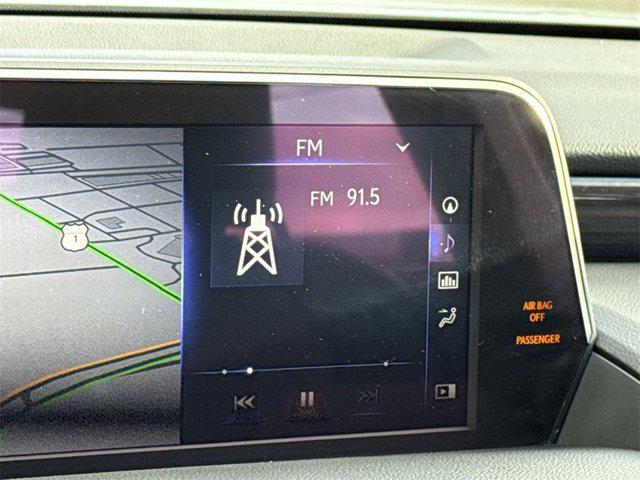 FM
FM 91.5
1
AIR BAG
OFF
PASSENGER